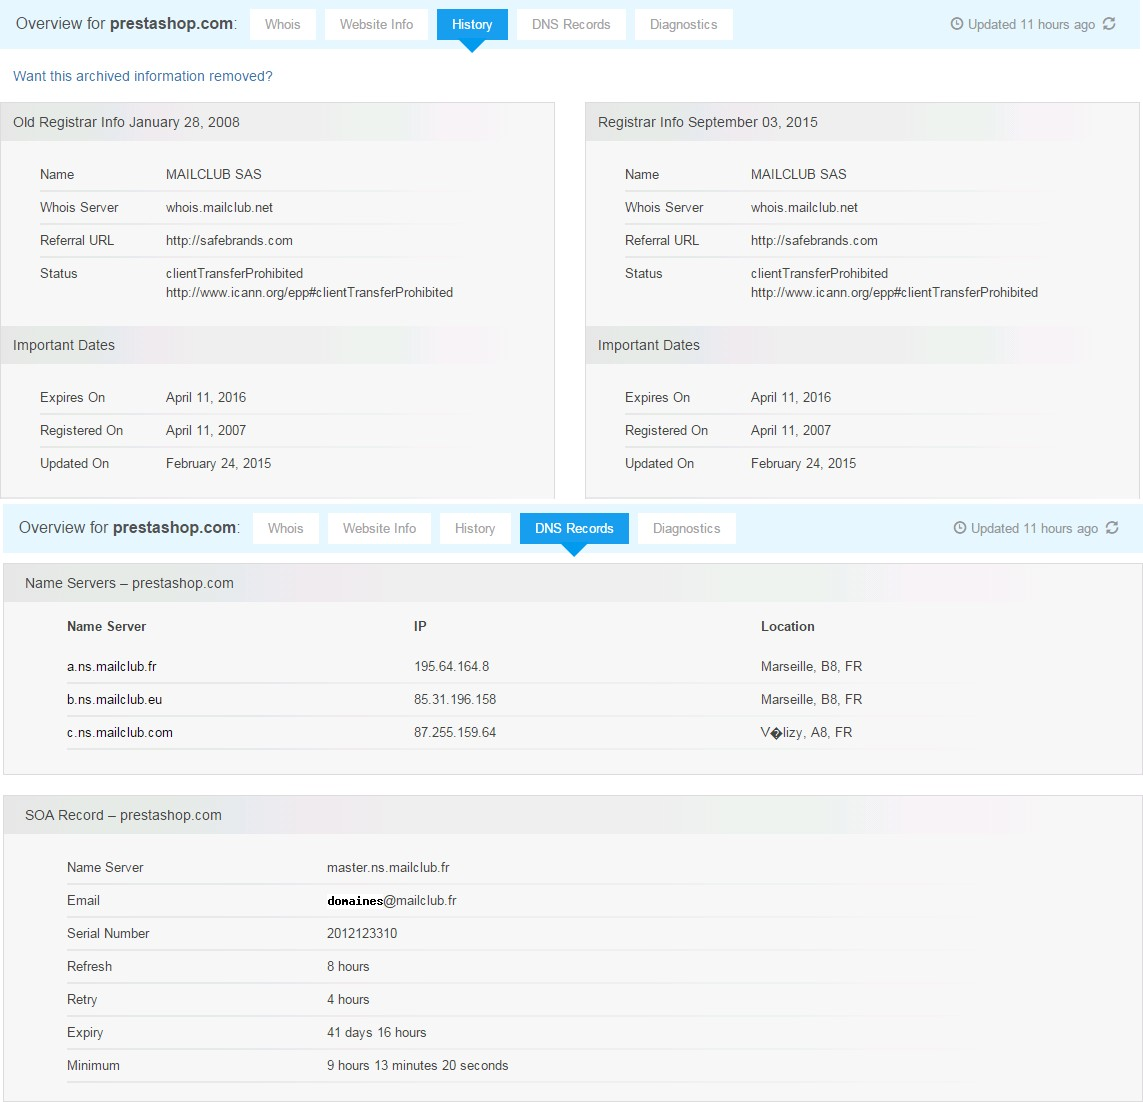 Overview for prestashop.com: Whois Website Info History DNS Records Diagnostics Updated 11 hours ago
Want this archived information removed?
Old Registrar Info January 28, 2008
Name MAILCLUB SAS
Whois Server whois.mailclub.net
Referral URL http://safebrands.com
Status clientTransferProhibited
http://www.icann.org/epp#clientTransferProhibited
Important Dates
Expires On April 11, 2016
Registered On April 11, 2007
Updated On February 24, 2015
Registrar Info September 03, 2015
Name MAILCLUB SAS
Whois Server whois.mailclub.net
Referral URL http://safebrands.com
Status clientTransferProhibited
http://www.icann.org/epp#clientTransferProhibited
Important Dates
Expires On April 11, 2016
Registered On April 11, 2007
Updated On February 24, 2015
Overview for prestashop.com: Whois Website Info History DNS Records Diagnostics Updated 11 hours ago
Name Servers – prestashop.com
Name Server IP Location
a.ns.mailclub.fr 195.64.164.8 Marseille, B8, FR
b.ns.mailclub.eu 85.31.196.158 Marseille, B8, FR
c.ns.mailclub.com 87.255.159.64 V�lizy, A8, FR
SOA Record – prestashop.com
Name Server master.ns.mailclub.fr
Email domaines@mailclub.fr
Serial Number 2012123310
Refresh 8 hours
Retry 4 hours
Expiry 41 days 16 hours
Minimum 9 hours 13 minutes 20 seconds